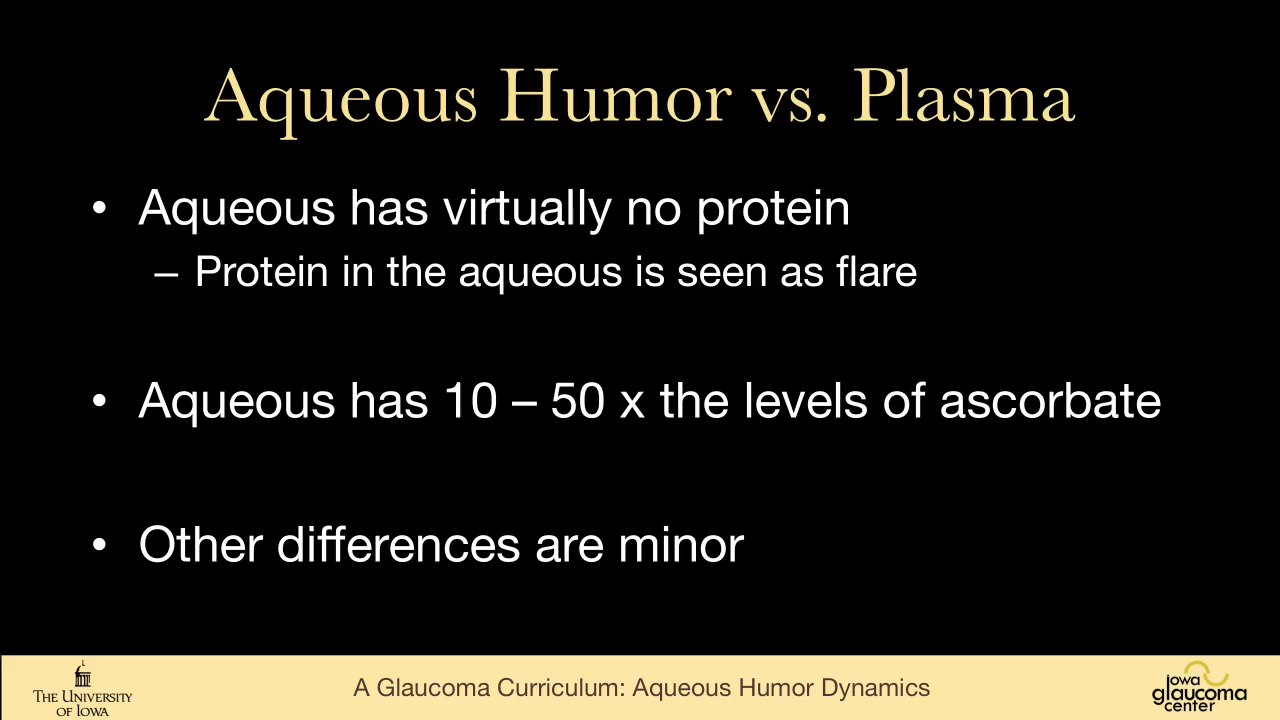 Aqueous Humor vs. Plasma
• Aqueous has virtually no protein
– Protein in the aqueous is seen as flare
• Aqueous has 10 – 50 x the levels of ascorbate
• Other differences are minor
THE UNIVERSITY
OF IOWA
A Glaucoma Curriculum: Aqueous Humor Dynamics
iowa
glaucoma
center